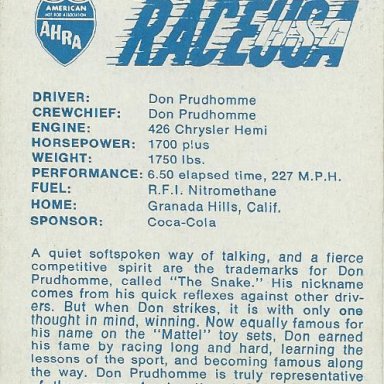 AMERICAN
HOT ROD ASSOCIATION
AHRA
RACEUSA
DRIVER: Don Prudhomme
CREWCHIEF: Don Prudhomme
ENGINE: 426 Chrysler Hemi
HORSEPOWER: 1700 plus
WEIGHT: 1750 lbs.
PERFORMANCE: 6.50 elapsed time, 227 M.P.H.
FUEL: R.F.I. Nitromethane
HOME: Granada Hills, Calif.
SPONSOR: Coca-Cola
A quiet softspoken way of talking, and a fierce
competitive spirit are the trademarks for Don
Prudhomme, called "The Snake." His nickname
comes from his quick reflexes against other driv-
ers. But when Don strikes, it is with only one
thought in mind, winning. Now equally famous for
his name on the "Mattel" toy sets, Don earned
his fame by racing long and hard, learning the
lessons of the sport, and becoming famous along
the way. Don Prudhomme is truly representative